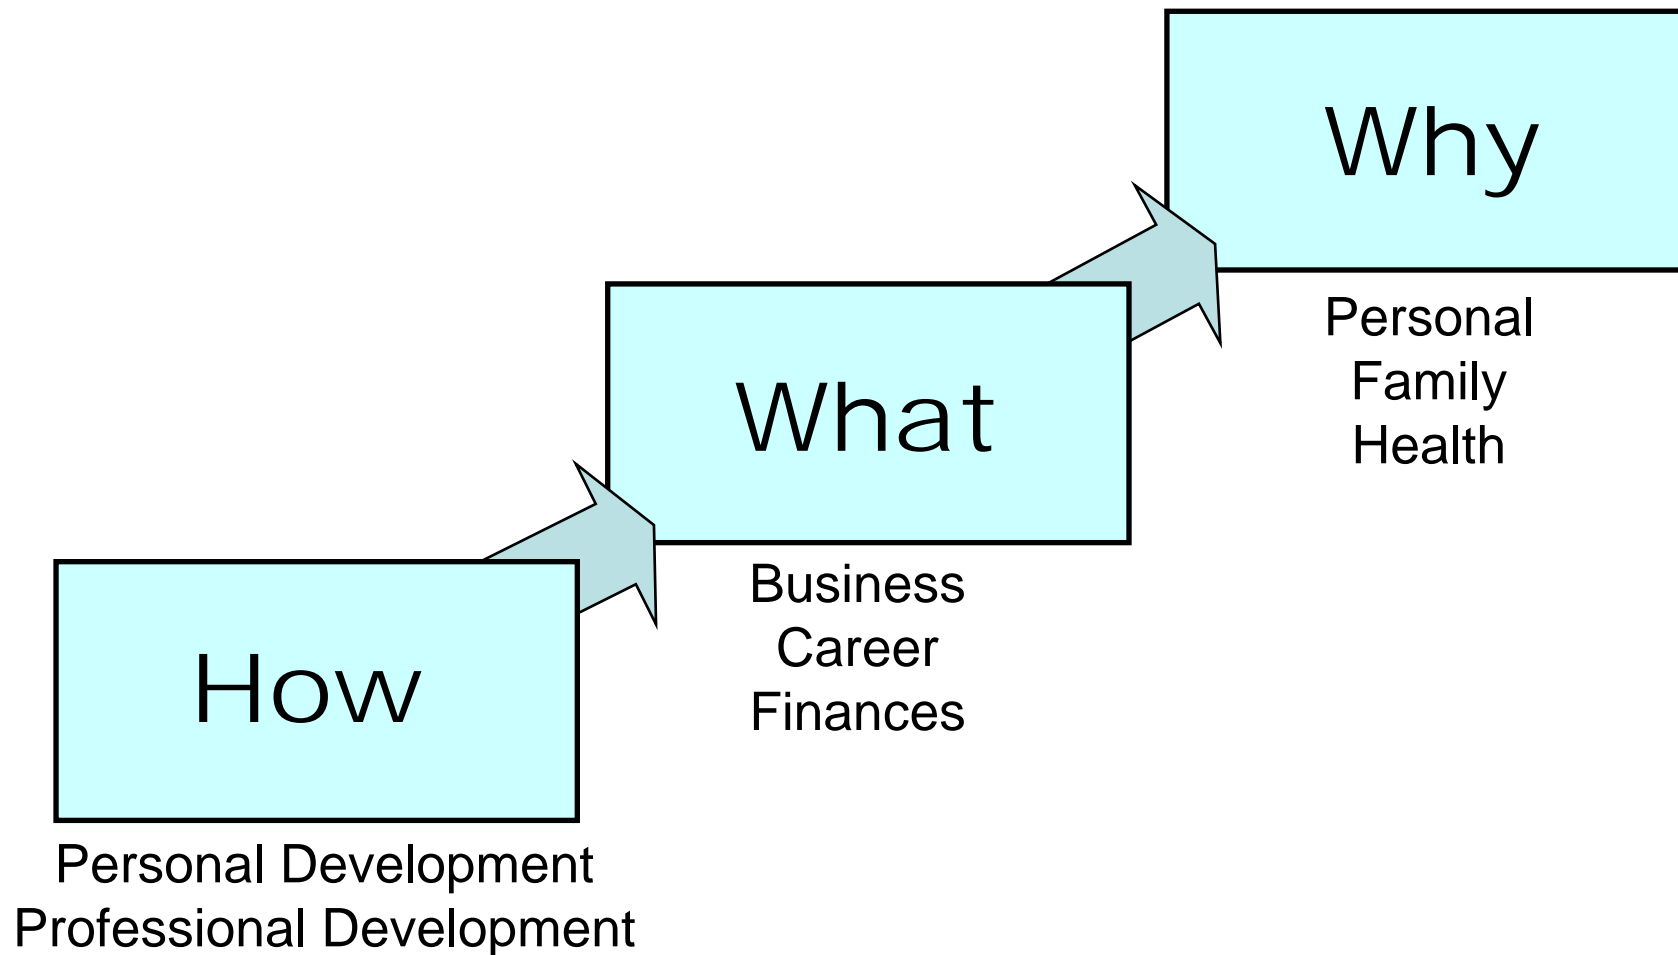 Why
Personal
Family
Health
What
Business
Career
Finances
How
Personal Development
Professional Development